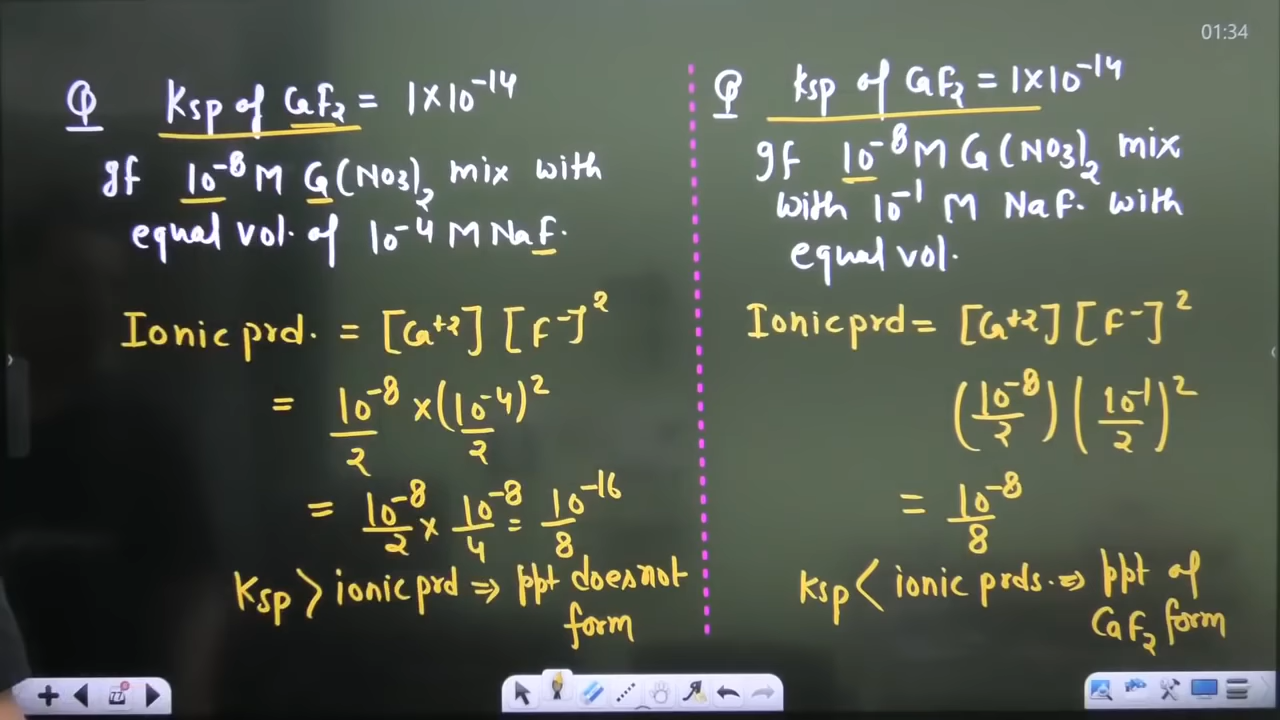 01:34
Q Ksp of CaF₂ = 1×10⁻¹⁴
If 10⁻⁸ M Ca(NO3)₂ mix with
equal vol. of 10⁻⁴ M NaF.
Ionic prd. = [Ca⁺²] [F⁻]²
= 10⁻⁸/2 × (10⁻⁴/2)²
= 10⁻⁸/2 × 10⁻⁸/4 = 10⁻¹⁶/8
Ksp > ionic prd ⇒ ppt does not
form
Q Ksp of CaF₂ = 1×10⁻¹⁴
If 10⁻⁸ M Ca(NO3)₂ mix
with 10⁻¹ M NaF. with
equal vol.
Ionic prd = [Ca⁺²] [F⁻]²
(10⁻⁸/2) (10⁻¹/2)²
= 10⁻⁸/8
Ksp < ionic prds. ⇒ ppt of
CaF₂ form